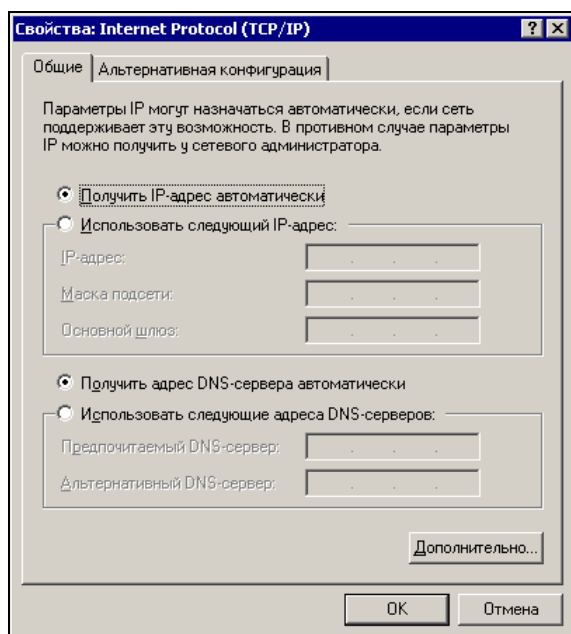 Свойства: Internet Protocol (TCP/IP)
Общие Альтернативная конфигурация
Параметры IP могут назначаться автоматически, если сеть
поддерживает эту возможность. В противном случае параметры
IP можно получить у сетевого администратора.
Получить IP-адрес автоматически
Использовать следующий IP-адрес:
IP-адрес:
Маска подсети:
Основной шлюз:
Получить адрес DNS-сервера автоматически
Использовать следующие адреса DNS-серверов:
Предпочитаемый DNS-сервер:
Альтернативный DNS-сервер:
Дополнительно...
OK Отмена